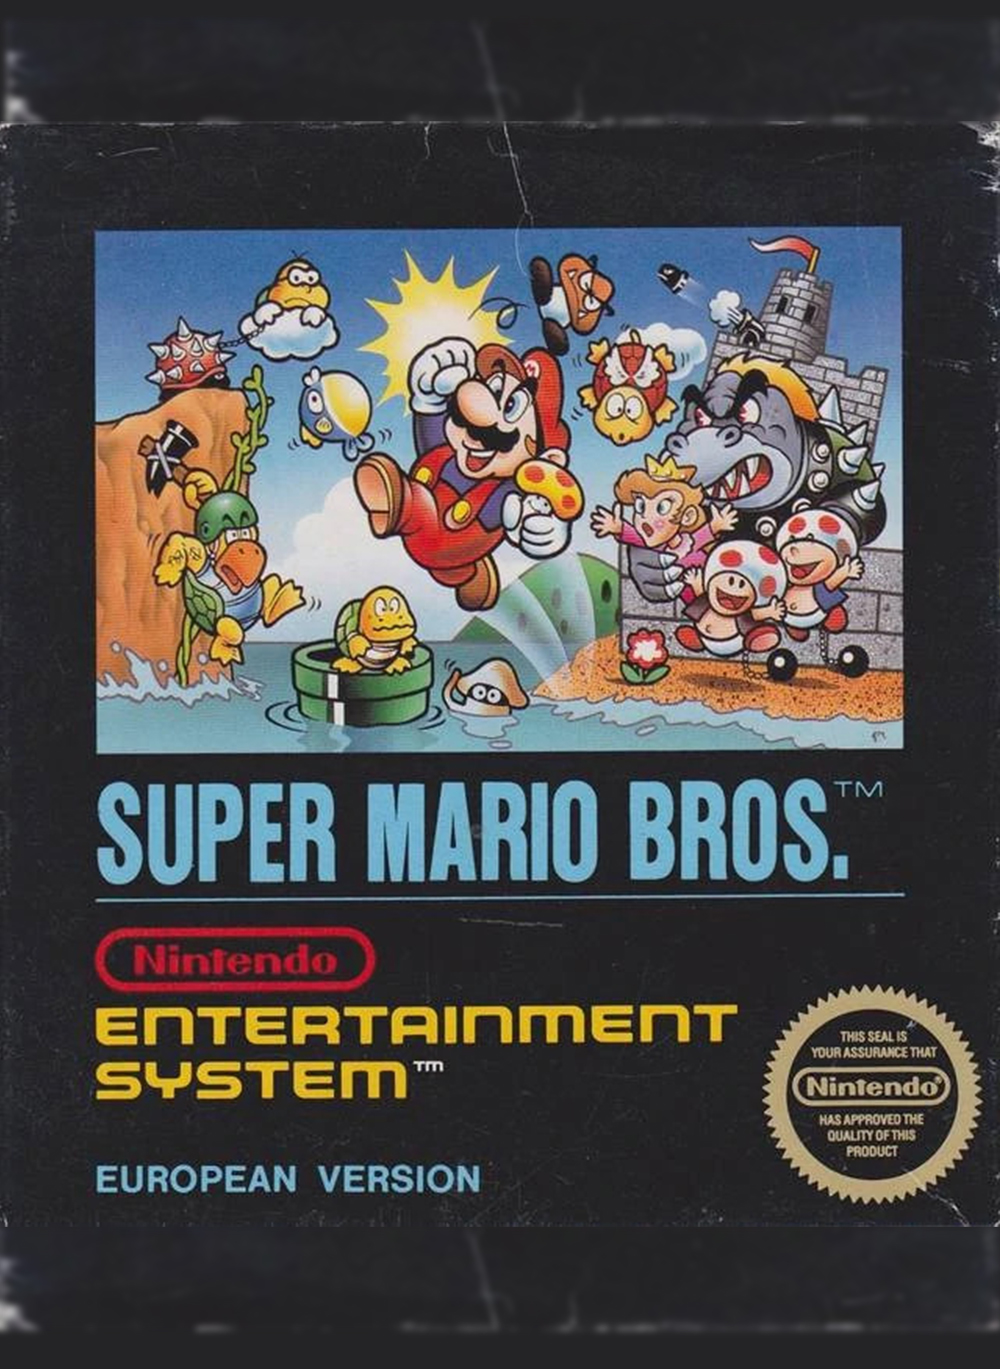 M
SUPER MARIO BROS.™
Nintendo
ENTERTAINMENT
SYSTEM™
EUROPEAN VERSION
THIS SEAL IS
YOUR ASSURANCE THAT
Nintendo®
HAS APPROVED THE
QUALITY OF THIS
PRODUCT